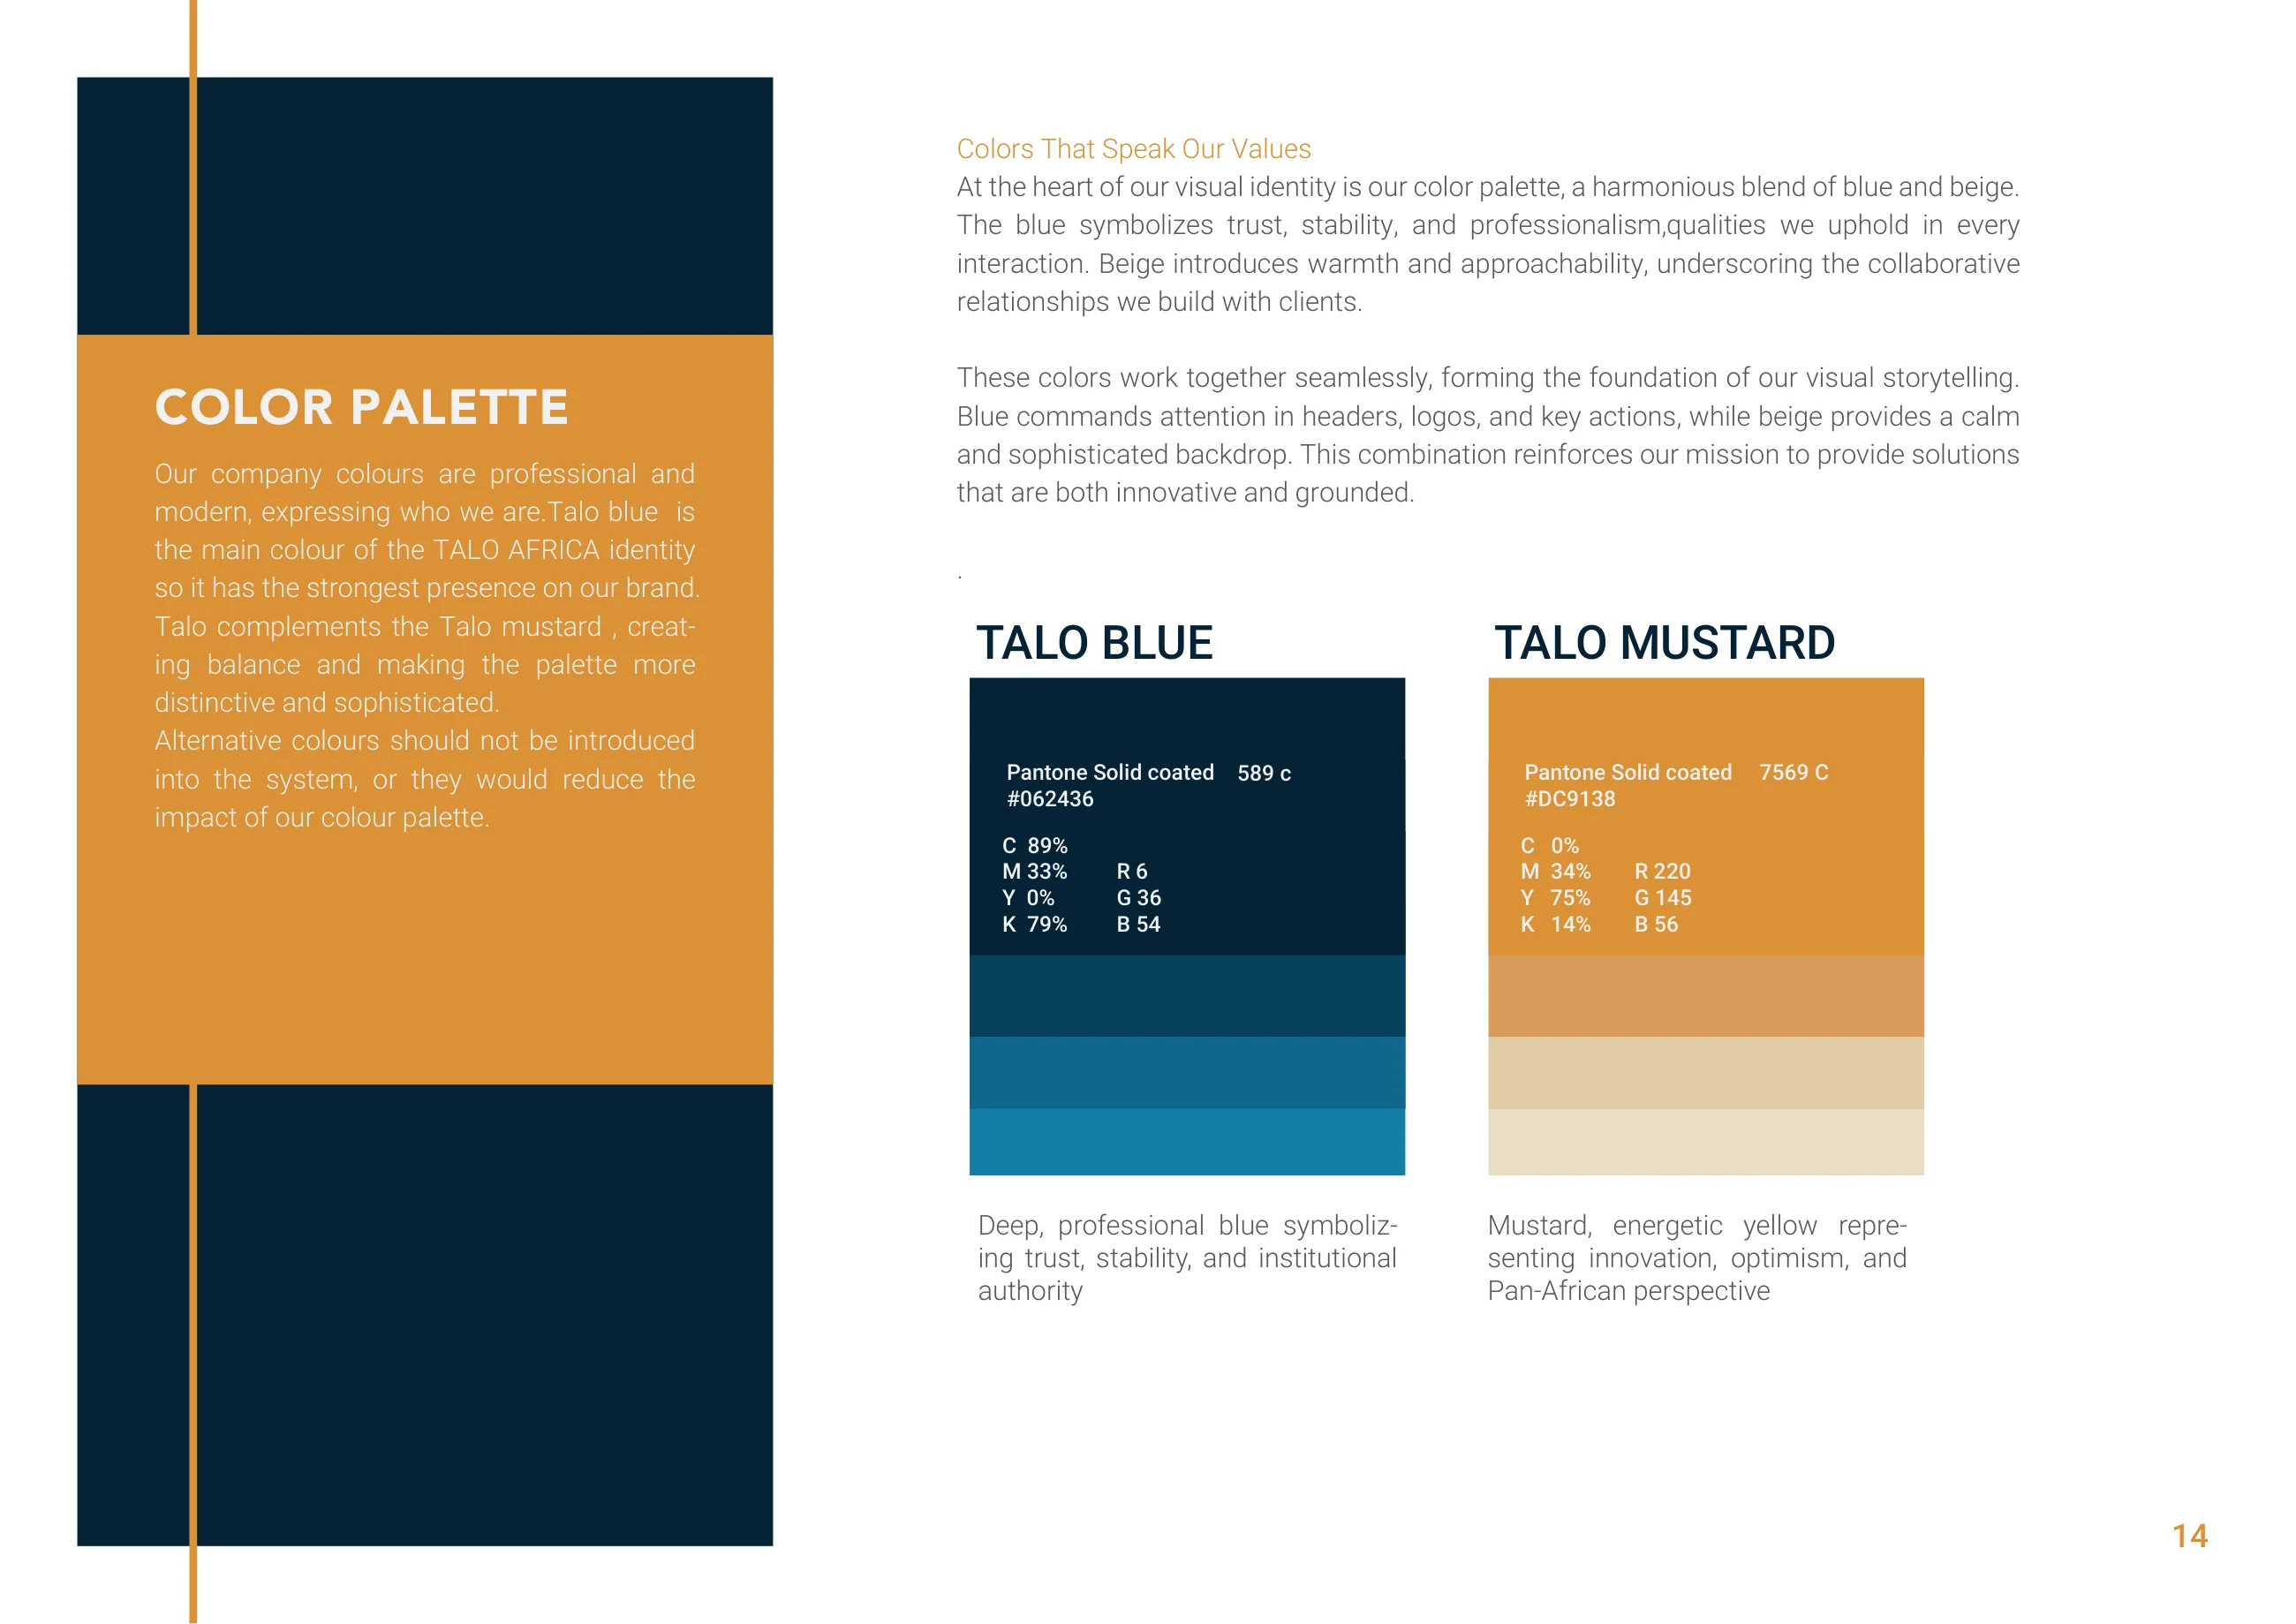 COLOR PALETTE
Our company colours are professional and
modern, expressing who we are.Talo blue  is
the main colour of the TALO AFRICA identity
so it has the strongest presence on our brand.
Talo complements the Talo mustard , creat-
ing balance and making the palette more
distinctive and sophisticated.
Alternative colours should not be introduced
into the system, or they would reduce the
impact of our colour palette.
Colors That Speak Our Values
At the heart of our visual identity is our color palette, a harmonious blend of blue and beige.
The blue symbolizes trust, stability, and professionalism,qualities we uphold in every
interaction. Beige introduces warmth and approachability, underscoring the collaborative
relationships we build with clients.
These colors work together seamlessly, forming the foundation of our visual storytelling.
Blue commands attention in headers, logos, and key actions, while beige provides a calm
and sophisticated backdrop. This combination reinforces our mission to provide solutions
that are both innovative and grounded.
.
TALO BLUE
Pantone Solid coated 589 c
#062436
C 89%
M 33% R 6
Y 0% G 36
K 79% B 54
Deep, professional blue symboliz-
ing trust, stability, and institutional
authority
TALO MUSTARD
Pantone Solid coated 7569 C
#DC9138
C 0%
M 34% R 220
Y 75% G 145
K 14% B 56
Mustard, energetic yellow repre-
senting innovation, optimism, and
Pan-African perspective
14